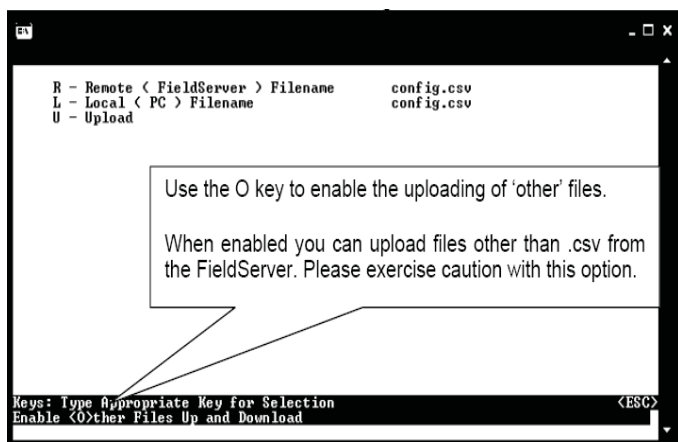 R - Remote ( FieldServer ) Filename config.csv
L - Local ( PC ) Filename config.csv
U - Upload
Use the O key to enable the uploading of ‘other’ files.
When enabled you can upload files other than .csv from
the FieldServer. Please exercise caution with this option.
Keys: Type Appropriate Key for Selection <ESC>
Enable <O>ther Files Up and Download